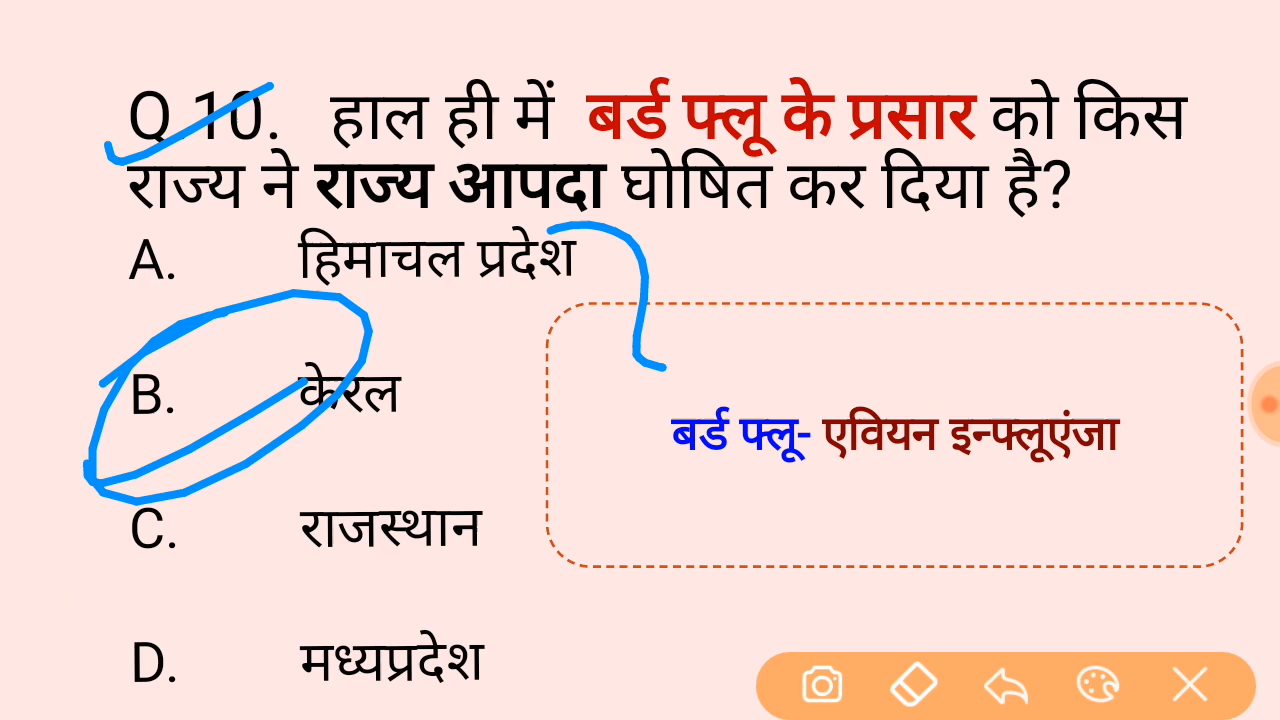 Q 10. हाल ही में बर्ड फ्लू के प्रसार को किस
राज्य ने राज्य आपदा घोषित कर दिया है?
A. हिमाचल प्रदेश
B. केरल
बर्ड फ्लू- एवियन इन्फ्लूएंजा
C. राजस्थान
D. मध्यप्रदेश